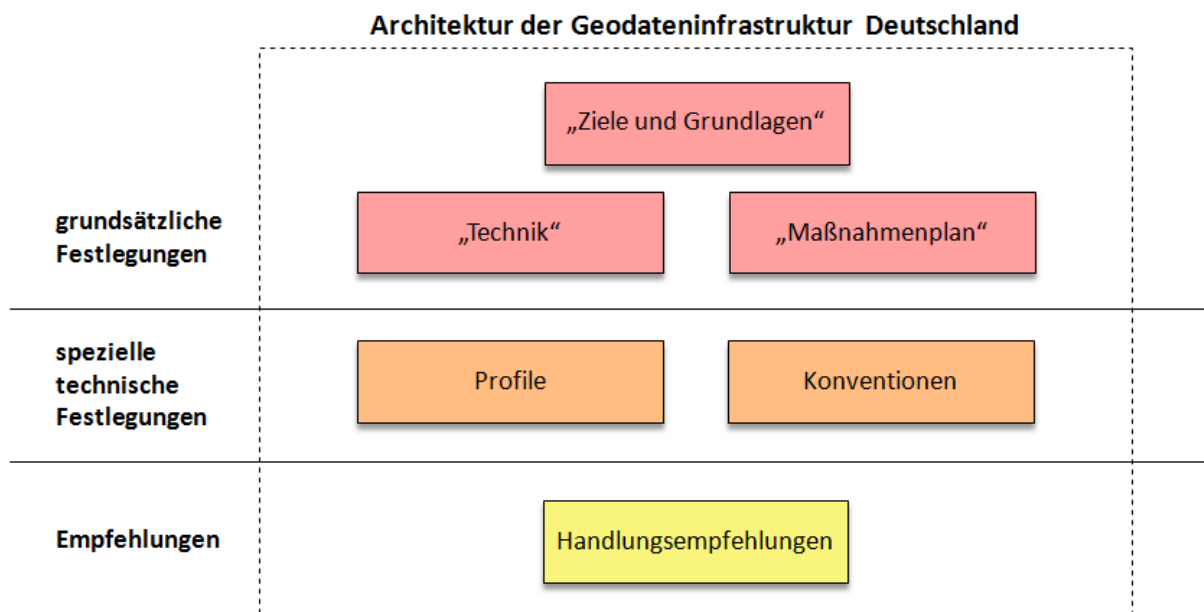 Architektur der Geodateninfrastruktur Deutschland
„Ziele und Grundlagen“
grundsätzliche
Festlegungen
„Technik“
„Maßnahmenplan“
spezielle
technische
Festlegungen
Profile
Konventionen
Empfehlungen
Handlungsempfehlungen